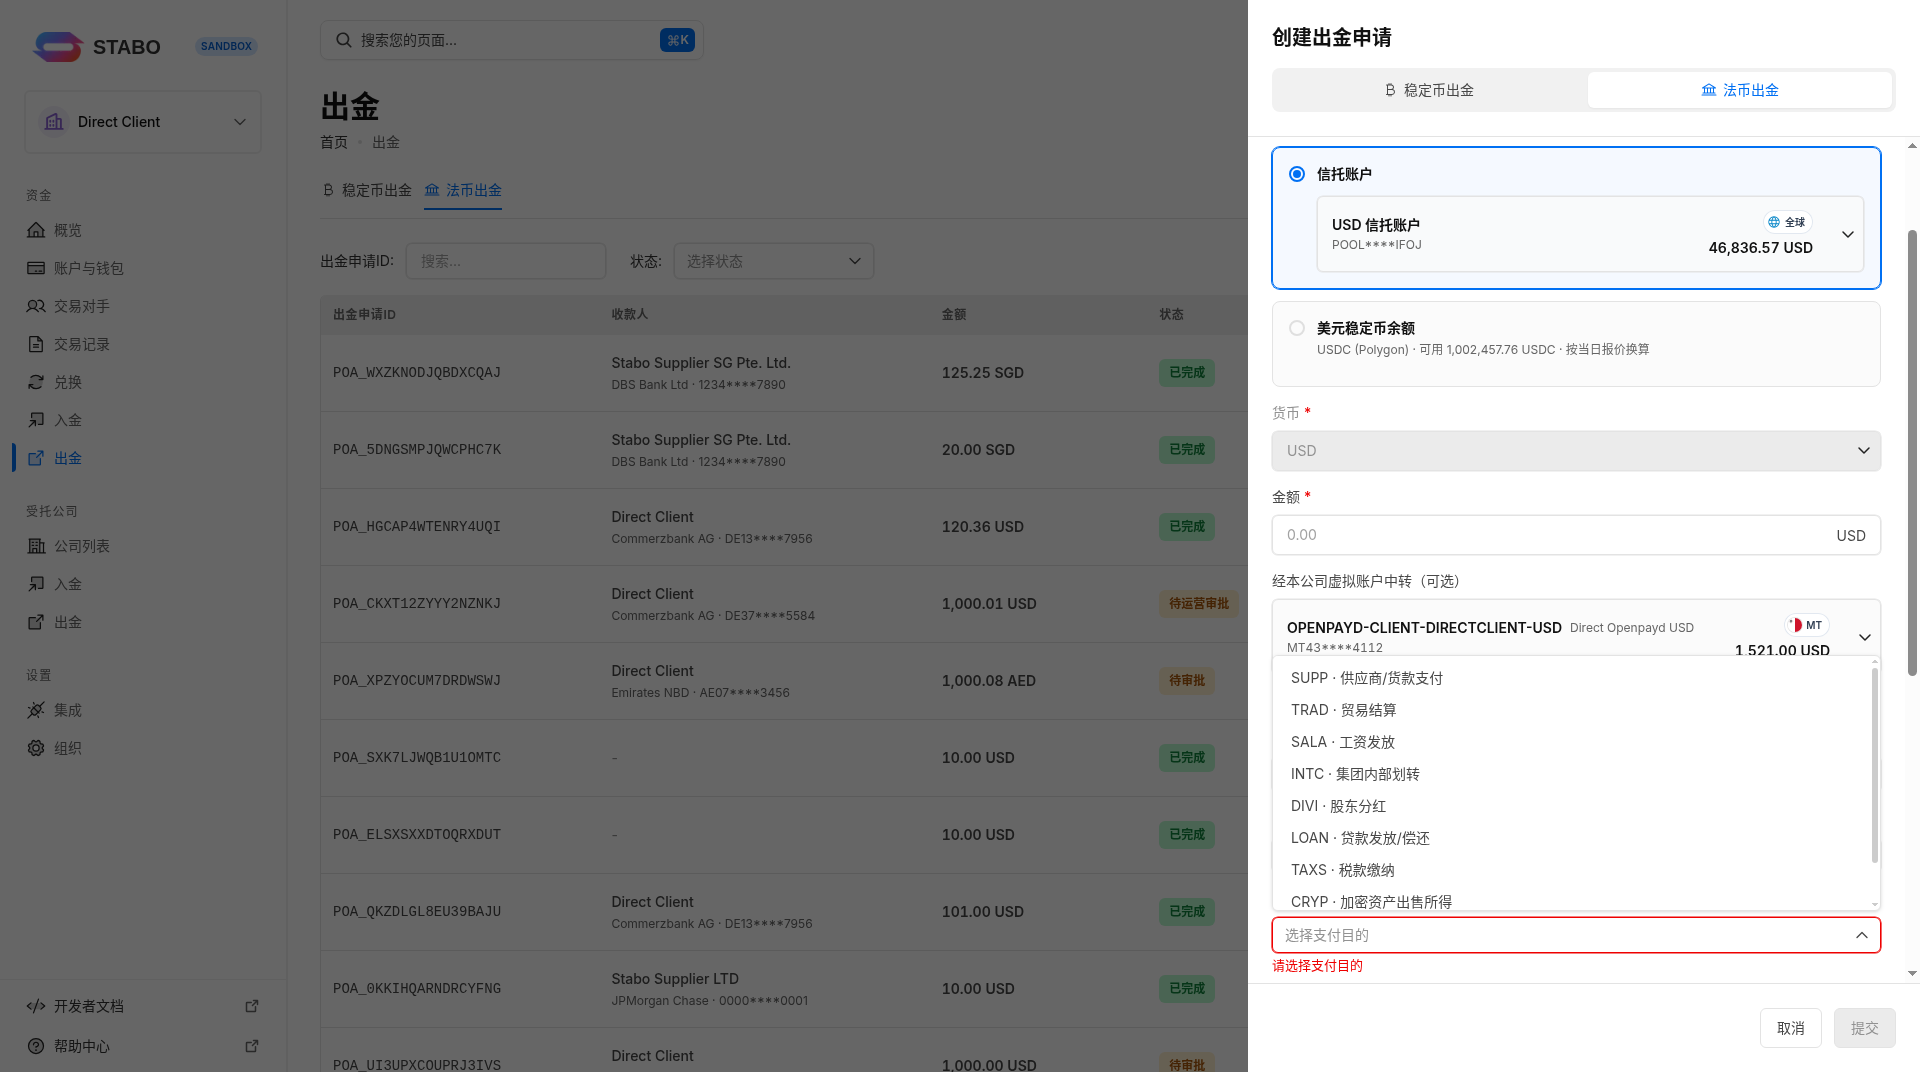 STABO
SANDBOX
Direct Client
资金
概览
账户与钱包
交易对手
交易记录
兑换
入金
出金
受托公司
公司列表
入金
出金
设置
集成
组织
开发者文档
帮助中心
搜索您的页面...
⌘K
出金
首页 • 出金
稳定币出金 法币出金
出金申请ID: 搜索... 状态: 选择状态
出金申请ID 收款人 金额 状态
POA_WXZKNODJQBDXCQAJ Stabo Supplier SG Pte. Ltd. 125.25 SGD 已完成
DBS Bank Ltd · 1234****7890
POA_5DNGSMPJQWCPHC7K Stabo Supplier SG Pte. Ltd. 20.00 SGD 已完成
DBS Bank Ltd · 1234****7890
POA_HGCAP4WTENRY4UQI Direct Client 120.36 USD 已完成
Commerzbank AG · DE13****7956
POA_CKXT12ZYYY2NZNKJ Direct Client 1,000.01 USD 待运营审批
Commerzbank AG · DE37****5584
POA_XPZYOCUM7DRDWSWJ Direct Client 1,000.08 AED 待审批
Emirates NBD · AE07****3456
POA_SXK7LJWQB1U1OMTC - 10.00 USD 已完成
POA_ELSXSXXDTOQRXDUT - 10.00 USD 已完成
POA_QKZDLGL8EU39BAJU Direct Client 101.00 USD 已完成
Commerzbank AG · DE13****7956
POA_0KKIHQARNDRCYFNG Stabo Supplier LTD 10.00 USD 已完成
JPMorgan Chase · 0000****0001
POA_UI3UPXCOUPRJ3IVS Direct Client 1,000.00 USD 待审批
创建出金申请
稳定币出金 法币出金
信托账户
USD 信托账户 全球
POOL****IFOJ 46,836.57 USD
美元稳定币余额
USDC (Polygon) · 可用 1,002,457.76 USDC · 按当日报价换算
货币 *
USD
金额 *
0.00 USD
经本公司虚拟账户中转（可选）
OPENPAYD-CLIENT-DIRECTCLIENT-USD Direct Openpayd USD MT
MT43****4112 1,521.00 USD
SUPP · 供应商/货款支付
TRAD · 贸易结算
SALA · 工资发放
INTC · 集团内部划转
DIVI · 股东分红
LOAN · 贷款发放/偿还
TAXS · 税款缴纳
CRYP · 加密资产出售所得
选择支付目的
请选择支付目的
取消 提交